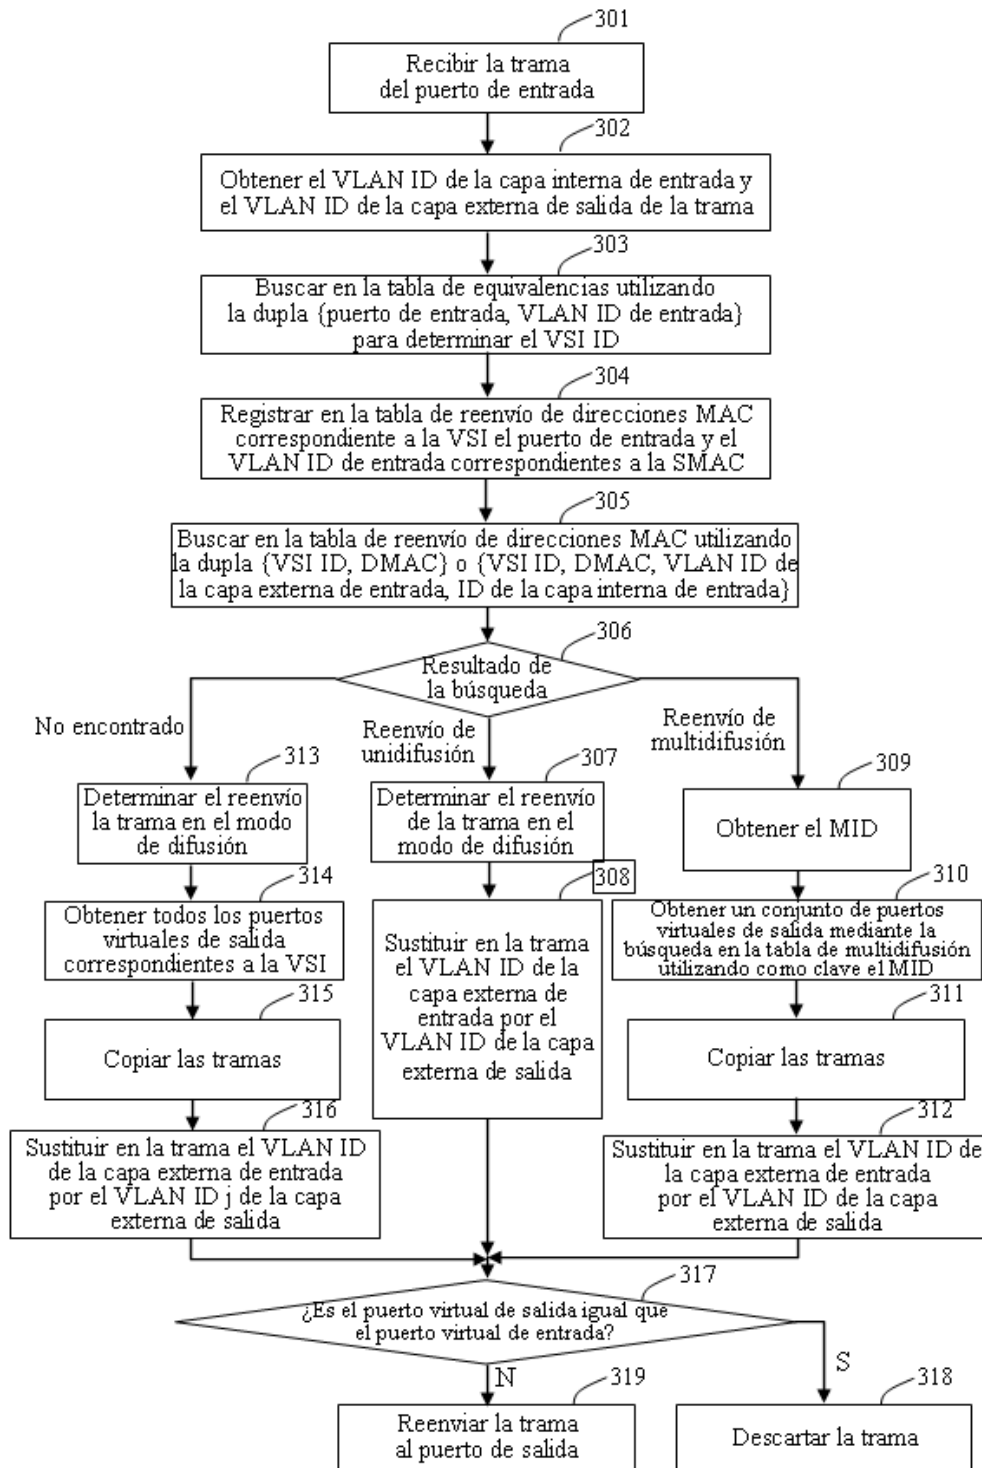 301
Recibir la trama
del puerto de entrada
302
Obtener el VLAN ID de la capa interna de entrada y
el VLAN ID de la capa externa de salida de la trama
303
Buscar en la tabla de equivalencias utilizando
la dupla {puerto de entrada, VLAN ID de entrada}
para determinar el VSI ID
304
Registrar en la tabla de reenvío de direcciones MAC
correspondiente a la VSI el puerto de entrada y el
VLAN ID de entrada correspondientes a la SMAC
305
Buscar en la tabla de reenvío de direcciones MAC utilizando
la dupla {VSI ID, DMAC} o {VSI ID, DMAC, VLAN ID de
la capa externa de entrada, ID de la capa interna de entrada}
306
Resultado de
la búsqueda
No encontrado
Reenvío de
unidifusión
Reenvío de
multidifusión
313
Determinar el reenvío
la trama en el modo
de difusión
307
Determinar el reenvío
de la trama en el
modo de difusión
309
Obtener el MID
314
Obtener todos los puertos
virtuales de salida
correspondientes a la VSI
308
Sustituir en la trama
el VLAN ID de la
capa externa de
entrada por el
VLAN ID de la capa
externa de salida
310
Obtener un conjunto de puertos
virtuales de salida mediante la
búsqueda en la tabla de multidifusión
utilizando como clave el MID
315
Copiar las tramas
311
Copiar las tramas
316
Sustituir en la trama el VLAN ID
de la capa externa de entrada
por el VLAN ID j de la capa
externa de salida
312
Sustituir en la trama el VLAN ID de
la capa externa de entrada
por el VLAN ID de la capa
externa de salida
317
¿Es el puerto virtual de salida igual que
el puerto virtual de entrada?
N
S
319
Reenviar la trama
al puerto de salida
318
Descartar la trama